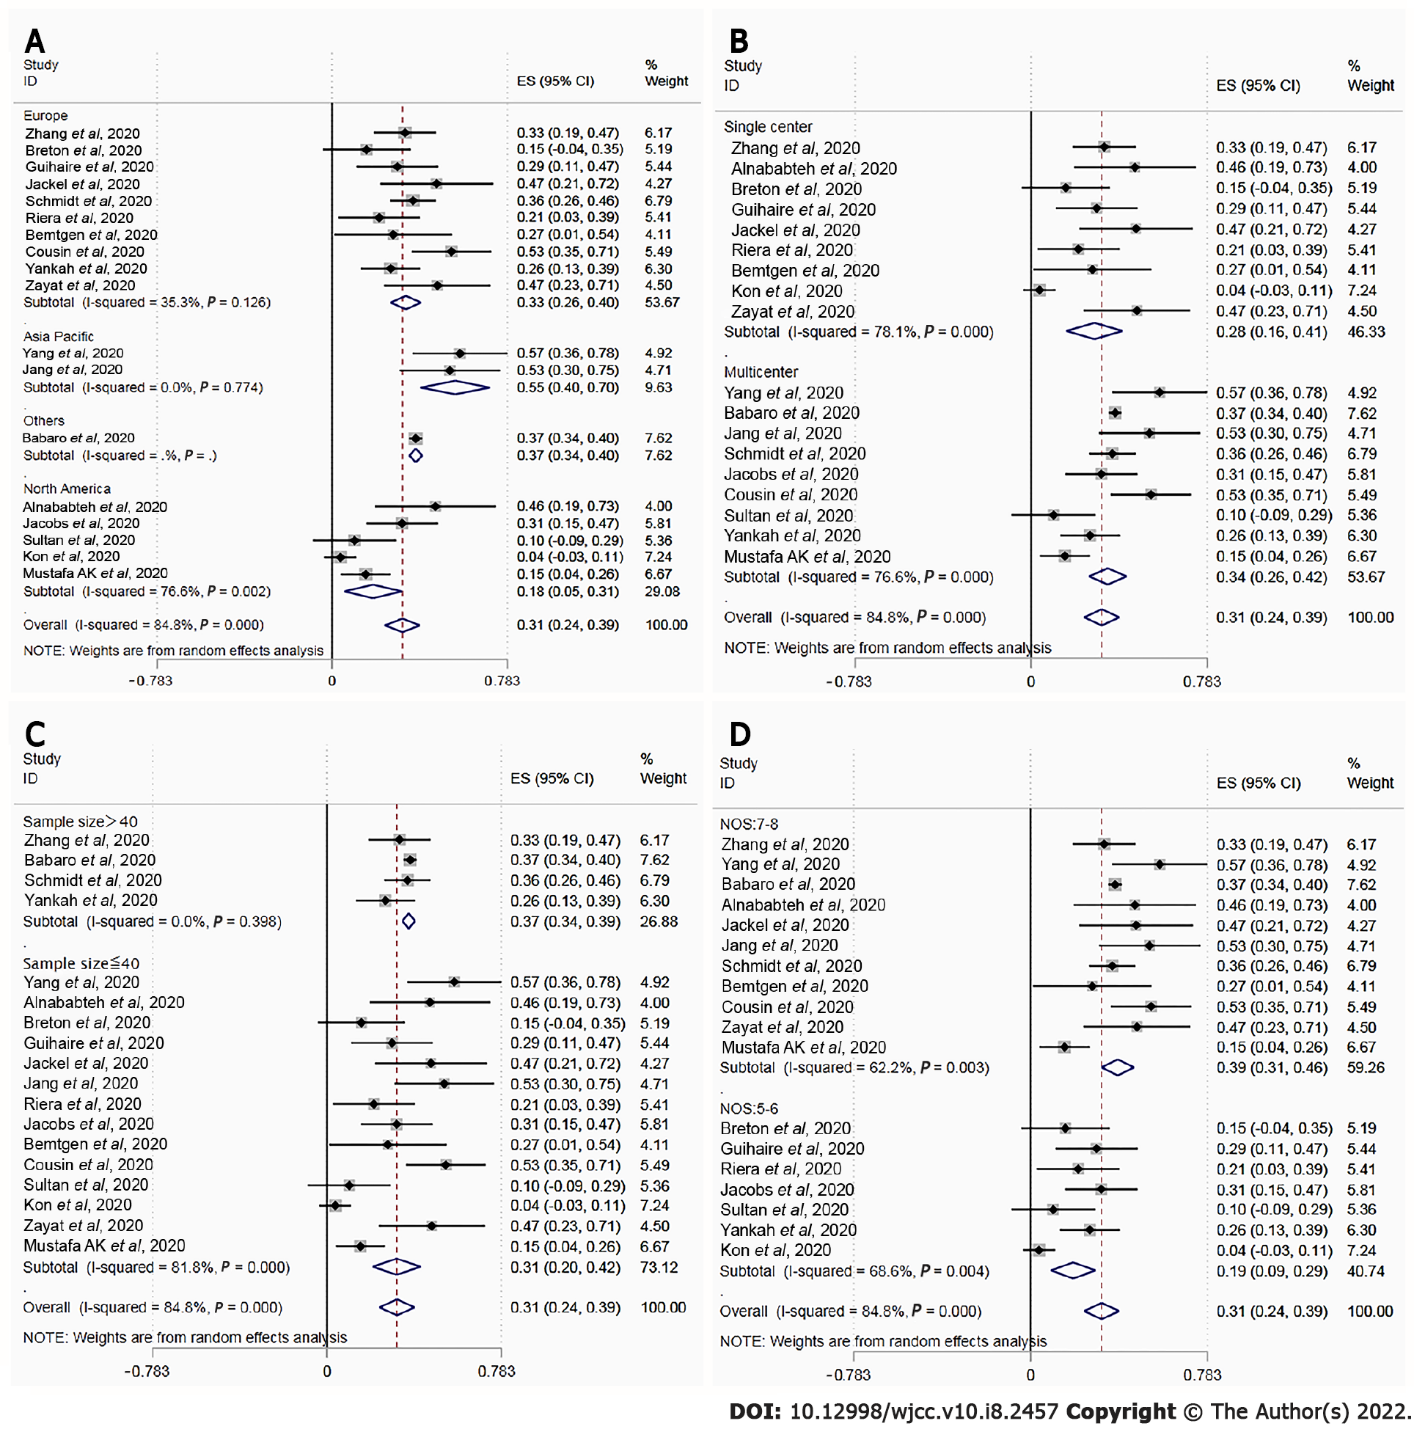 A
Study %
ID ES (95% CI) Weight
Europe
Zhang et al, 2020 0.33 (0.19, 0.47) 6.17
Breton et al, 2020 0.15 (-0.04, 0.35) 5.19
Guihaire et al, 2020 0.29 (0.11, 0.47) 5.44
Jackel et al, 2020 0.47 (0.21, 0.72) 4.27
Schmidt et al, 2020 0.36 (0.26, 0.46) 6.79
Riera et al, 2020 0.21 (0.03, 0.39) 5.41
Bemtgen et al, 2020 0.27 (0.01, 0.54) 4.11
Cousin et al, 2020 0.53 (0.35, 0.71) 5.49
Yankah et al, 2020 0.26 (0.13, 0.39) 6.30
Zayat et al, 2020 0.47 (0.23, 0.71) 4.50
Subtotal (I-squared = 35.3%, P = 0.126) 0.33 (0.26, 0.40) 53.67
.
Asia Pacific
Yang et al, 2020 0.57 (0.36, 0.78) 4.92
Jang et al, 2020 0.53 (0.30, 0.75) 4.71
Subtotal (I-squared = 0.0%, P = 0.774) 0.55 (0.40, 0.70) 9.63
.
Others
Babaro et al, 2020 0.37 (0.34, 0.40) 7.62
Subtotal (I-squared = .%, P = .) 0.37 (0.34, 0.40) 7.62
.
North America
Alnababteh et al, 2020 0.46 (0.19, 0.73) 4.00
Jacobs et al, 2020 0.31 (0.15, 0.47) 5.81
Sultan et al, 2020 0.10 (-0.09, 0.29) 5.36
Kon et al, 2020 0.04 (-0.03, 0.11) 7.24
Mustafa AK et al, 2020 0.15 (0.04, 0.26) 6.67
Subtotal (I-squared = 76.6%, P = 0.002) 0.18 (0.05, 0.31) 29.08
.
Overall (I-squared = 84.8%, P = 0.000) 0.31 (0.24, 0.39) 100.00
NOTE: Weights are from random effects analysis
-0.783 0 0.783
B
Study %
ID ES (95% CI) Weight
Single center
Zhang et al, 2020 0.33 (0.19, 0.47) 6.17
Alnababteh et al, 2020 0.46 (0.19, 0.73) 4.00
Breton et al, 2020 0.15 (-0.04, 0.35) 5.19
Guihaire et al, 2020 0.29 (0.11, 0.47) 5.44
Jackel et al, 2020 0.47 (0.21, 0.72) 4.27
Riera et al, 2020 0.21 (0.03, 0.39) 5.41
Bemtgen et al, 2020 0.27 (0.01, 0.54) 4.11
Kon et al, 2020 0.04 (-0.03, 0.11) 7.24
Zayat et al, 2020 0.47 (0.23, 0.71) 4.50
Subtotal (I-squared = 78.1%, P = 0.000) 0.28 (0.16, 0.41) 46.33
.
Multicenter
Yang et al, 2020 0.57 (0.36, 0.78) 4.92
Babaro et al, 2020 0.37 (0.34, 0.40) 7.62
Jang et al, 2020 0.53 (0.30, 0.75) 4.71
Schmidt et al, 2020 0.36 (0.26, 0.46) 6.79
Jacobs et al, 2020 0.31 (0.15, 0.47) 5.81
Cousin et al, 2020 0.53 (0.35, 0.71) 5.49
Sultan et al, 2020 0.10 (-0.09, 0.29) 5.36
Yankah et al, 2020 0.26 (0.13, 0.39) 6.30
Mustafa AK et al, 2020 0.15 (0.04, 0.26) 6.67
Subtotal (I-squared = 76.6%, P = 0.000) 0.34 (0.26, 0.42) 53.67
.
Overall (I-squared = 84.8%, P = 0.000) 0.31 (0.24, 0.39) 100.00
NOTE: Weights are from random effects analysis
-0.783 0 0.783
C
Study %
ID ES (95% CI) Weight
Sample size>40
Zhang et al, 2020 0.33 (0.19, 0.47) 6.17
Babaro et al, 2020 0.37 (0.34, 0.40) 7.62
Schmidt et al, 2020 0.36 (0.26, 0.46) 6.79
Yankah et al, 2020 0.26 (0.13, 0.39) 6.30
Subtotal (I-squared = 0.0%, P = 0.398) 0.37 (0.34, 0.39) 26.88
.
Sample size≦40
Yang et al, 2020 0.57 (0.36, 0.78) 4.92
Alnababteh et al, 2020 0.46 (0.19, 0.73) 4.00
Breton et al, 2020 0.15 (-0.04, 0.35) 5.19
Guihaire et al, 2020 0.29 (0.11, 0.47) 5.44
Jackel et al, 2020 0.47 (0.21, 0.72) 4.27
Jang et al, 2020 0.53 (0.30, 0.75) 4.71
Riera et al, 2020 0.21 (0.03, 0.39) 5.41
Jacobs et al, 2020 0.31 (0.15, 0.47) 5.81
Bemtgen et al, 2020 0.27 (0.01, 0.54) 4.11
Cousin et al, 2020 0.53 (0.35, 0.71) 5.49
Sultan et al, 2020 0.10 (-0.09, 0.29) 5.36
Kon et al, 2020 0.04 (-0.03, 0.11) 7.24
Zayat et al, 2020 0.47 (0.23, 0.71) 4.50
Mustafa AK et al, 2020 0.15 (0.04, 0.26) 6.67
Subtotal (I-squared = 81.8%, P = 0.000) 0.31 (0.20, 0.42) 73.12
.
Overall (I-squared = 84.8%, P = 0.000) 0.31 (0.24, 0.39) 100.00
NOTE: Weights are from random effects analysis
-0.783 0 0.783
D
Study %
ID ES (95% CI) Weight
NOS:7-8
Zhang et al, 2020 0.33 (0.19, 0.47) 6.17
Yang et al, 2020 0.57 (0.36, 0.78) 4.92
Babaro et al, 2020 0.37 (0.34, 0.40) 7.62
Alnababteh et al, 2020 0.46 (0.19, 0.73) 4.00
Jackel et al, 2020 0.47 (0.21, 0.72) 4.27
Jang et al, 2020 0.53 (0.30, 0.75) 4.71
Schmidt et al, 2020 0.36 (0.26, 0.46) 6.79
Bemtgen et al, 2020 0.27 (0.01, 0.54) 4.11
Cousin et al, 2020 0.53 (0.35, 0.71) 5.49
Zayat et al, 2020 0.47 (0.23, 0.71) 4.50
Mustafa AK et al, 2020 0.15 (0.04, 0.26) 6.67
Subtotal (I-squared = 62.2%, P = 0.003) 0.39 (0.31, 0.46) 59.26
.
NOS:5-6
Breton et al, 2020 0.15 (-0.04, 0.35) 5.19
Guihaire et al, 2020 0.29 (0.11, 0.47) 5.44
Riera et al, 2020 0.21 (0.03, 0.39) 5.41
Jacobs et al, 2020 0.31 (0.15, 0.47) 5.81
Sultan et al, 2020 0.10 (-0.09, 0.29) 5.36
Yankah et al, 2020 0.26 (0.13, 0.39) 6.30
Kon et al, 2020 0.04 (-0.03, 0.11) 7.24
Subtotal (I-squared = 68.6%, P = 0.004) 0.19 (0.09, 0.29) 40.74
.
Overall (I-squared = 84.8%, P = 0.000) 0.31 (0.24, 0.39) 100.00
NOTE: Weights are from random effects analysis
-0.783 0 0.783
DOI: 10.12998/wjcc.v10.i8.2457 Copyright © The Author(s) 2022.